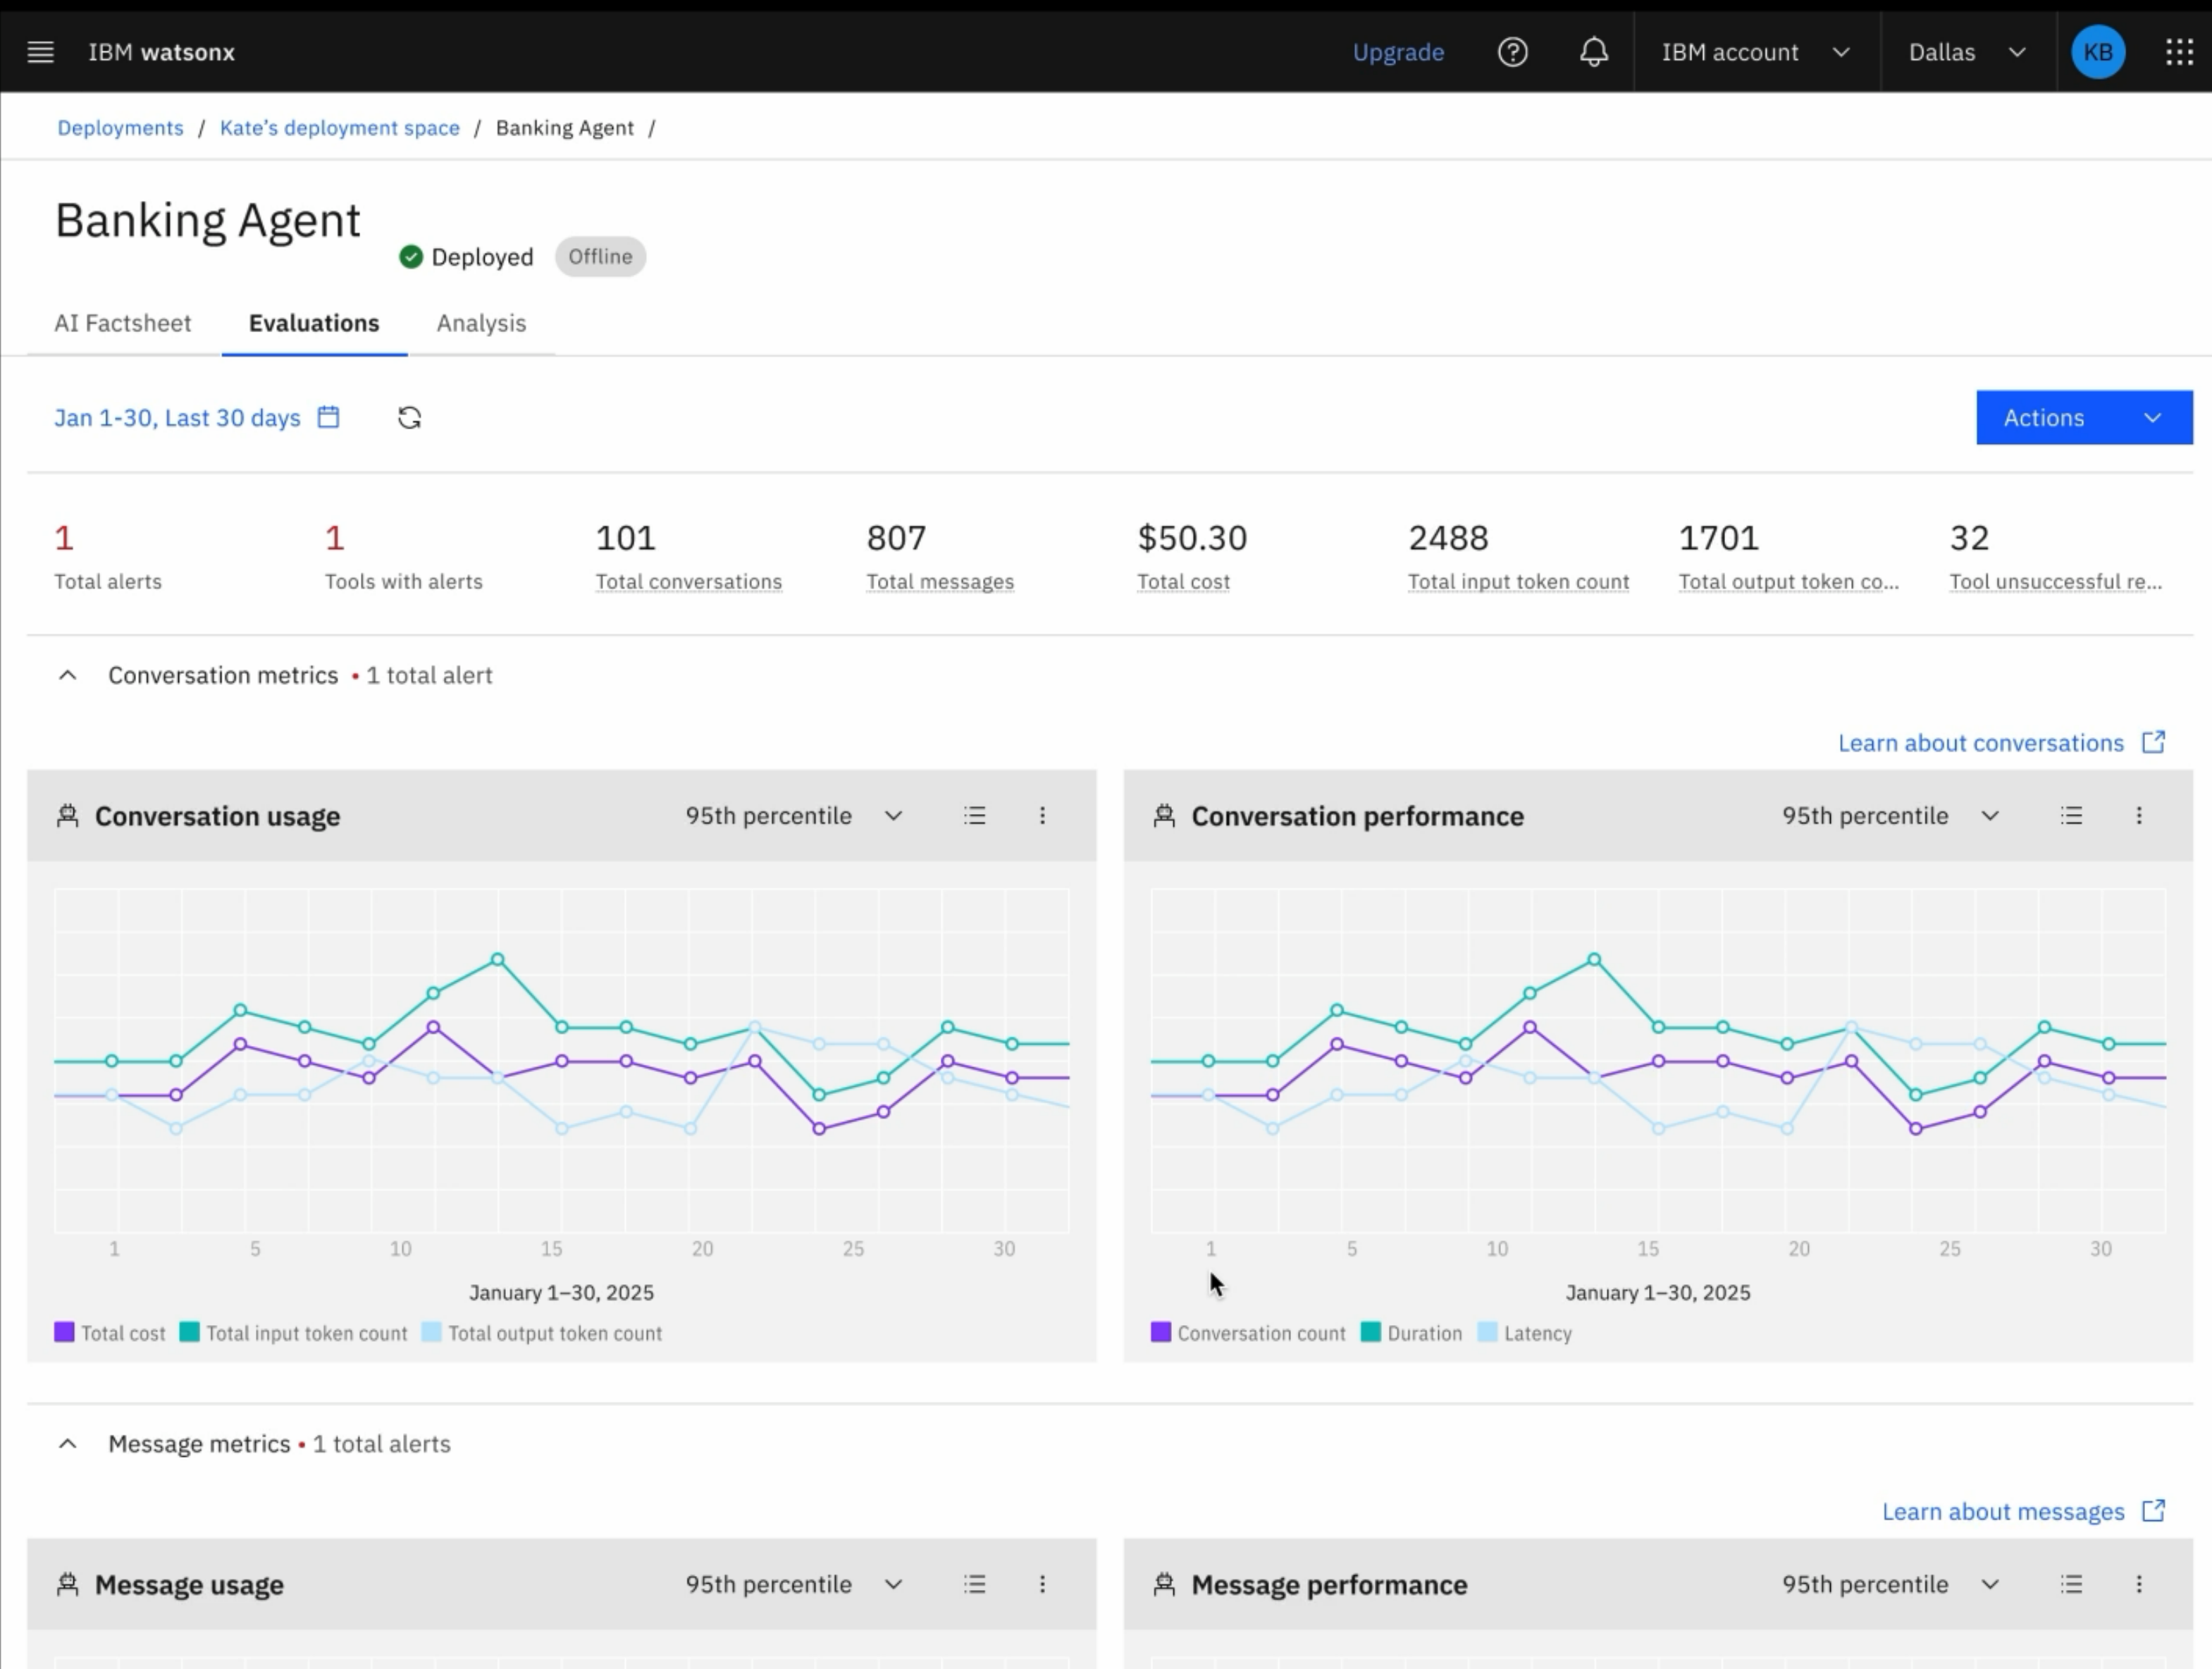 IBM watsonx
Upgrade
IBM account
Dallas
KB
Deployments / Kate's deployment space / Banking Agent /
Banking Agent
Deployed
Offline
AI Factsheet
Evaluations
Analysis
Jan 1-30, Last 30 days
Actions
1
Total alerts
1
Tools with alerts
101
Total conversations
807
Total messages
$50.30
Total cost
2488
Total input token count
1701
Total output token co...
32
Tool unsuccessful re...
Conversation metrics • 1 total alert
Learn about conversations
Conversation usage
95th percentile
1 5 10 15 20 25 30
January 1–30, 2025
Total cost Total input token count Total output token count
Conversation performance
95th percentile
1 5 10 15 20 25 30
January 1–30, 2025
Conversation count Duration Latency
Message metrics • 1 total alerts
Learn about messages
Message usage
95th percentile
Message performance
95th percentile